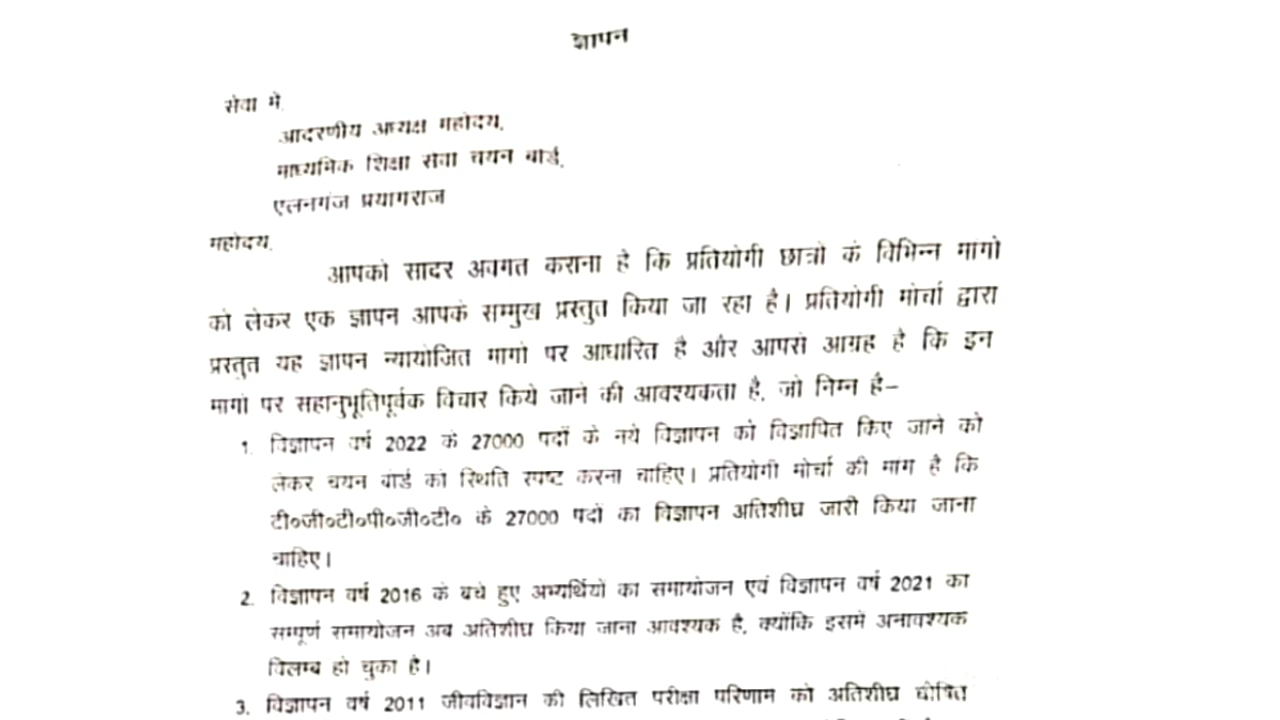 ज्ञापन
सेवा में,
आदरणीय अध्यक्ष महोदय,
माध्यमिक शिक्षा सेवा चयन बोर्ड,
एलनगंज प्रयागराज
महोदय,
आपको सादर अवगत कराना है कि प्रतियोगी छात्रो के विभिन्न मांगो
को लेकर एक ज्ञापन आपके सम्मुख प्रस्तुत किया जा रहा है। प्रतियोगी मोर्चा द्वारा
प्रस्तुत यह ज्ञापन न्यायोजित मागो पर आधारित है और आपसे आग्रह है कि इन
मागो पर सहानुभूतिपूर्वक विचार किये जाने की आवश्यकता है, जो निम्न है–
1. विज्ञापन वर्ष 2022 के 27000 पदों के नये विज्ञापन को विज्ञापित किए जाने को
लेकर चयन बोर्ड को स्थिति स्पष्ट करना चाहिए। प्रतियोगी मोर्चा की माग है कि
टी०जी०टी०पी०जी०टी० के 27000 पदों का विज्ञापन अतिशीघ्र जारी किया जाना
चाहिए।
2. विज्ञापन वर्ष 2016 के बचे हुए अभ्यर्थियों का समायोजन एवं विज्ञापन वर्ष 2021 का
सम्पूर्ण समायोजन अब अतिशीघ्र किया जाना आवश्यक है, क्योंकि इसमे अनावश्यक
विलम्ब हो चुका है।
3. विज्ञापन वर्ष 2011 जीवविज्ञान की लिखित परीक्षा परिणाम को अतिशीघ्र घोषित